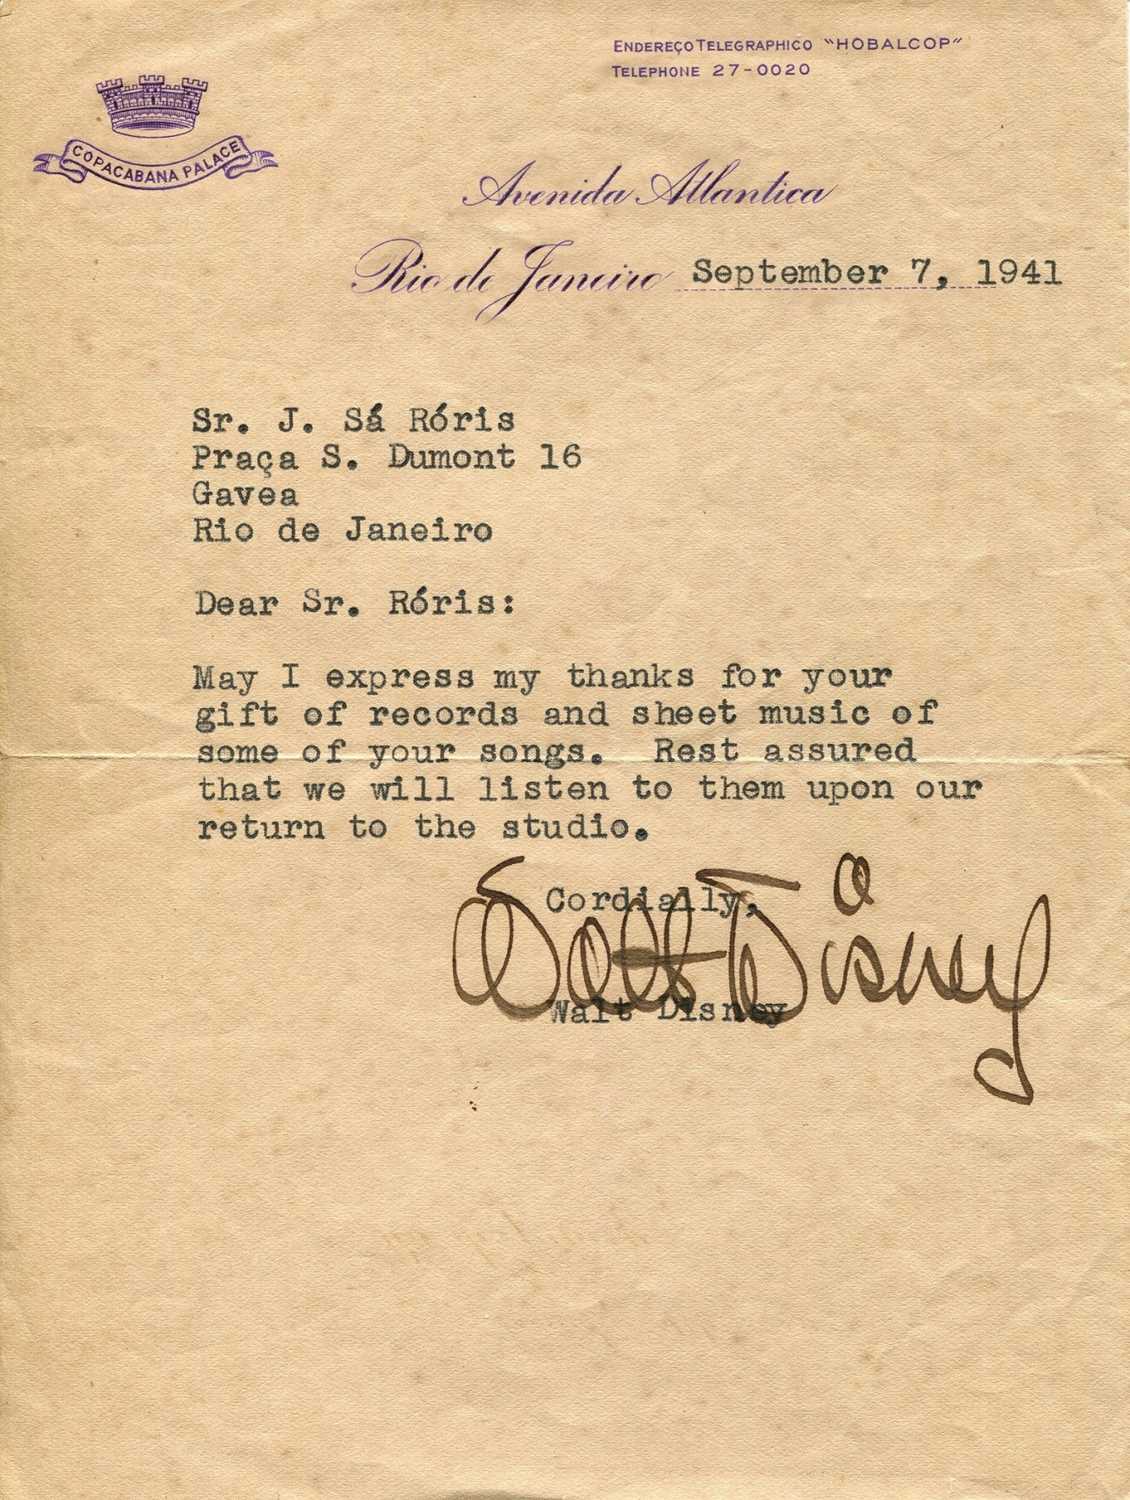 ENDEREÇO TELEGRAPHICO "HOBALCOP"
TELEPHONE 27-0020
COPACABANA PALACE
Avenida Atlantica
Rio de Janeiro September 7, 1941
Sr. J. Sá Róris
Praça S. Dumont 16
Gavea
Rio de Janeiro
Dear Sr. Róris:
May I express my thanks for your
gift of records and sheet music of
some of your songs. Rest assured
that we will listen to them upon our
return to the studio.
Cordially,
Walt Disney
Walt Disney